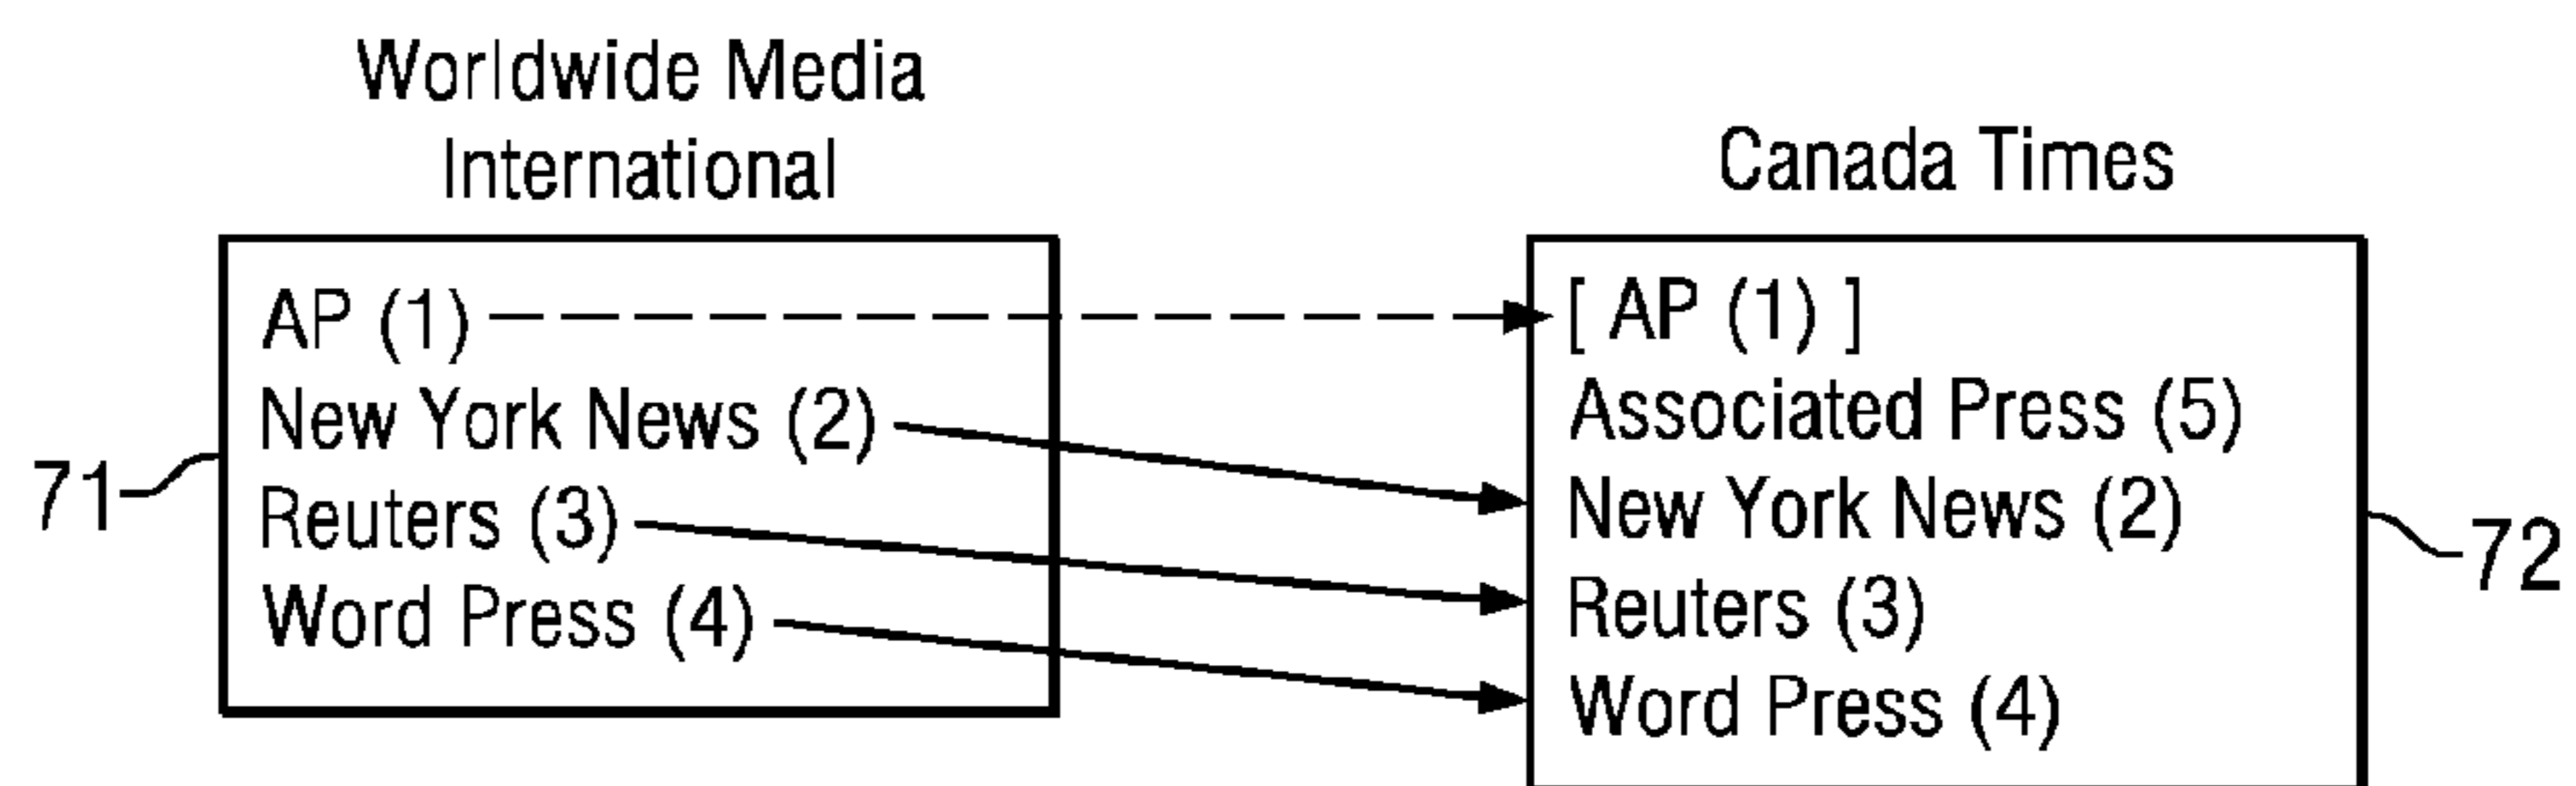 Worldwide Media
International
AP (1)
New York News (2)
Reuters (3)
Word Press (4)
71
Canada Times
[ AP (1) ]
Associated Press (5)
New York News (2)
Reuters (3)
Word Press (4)
72